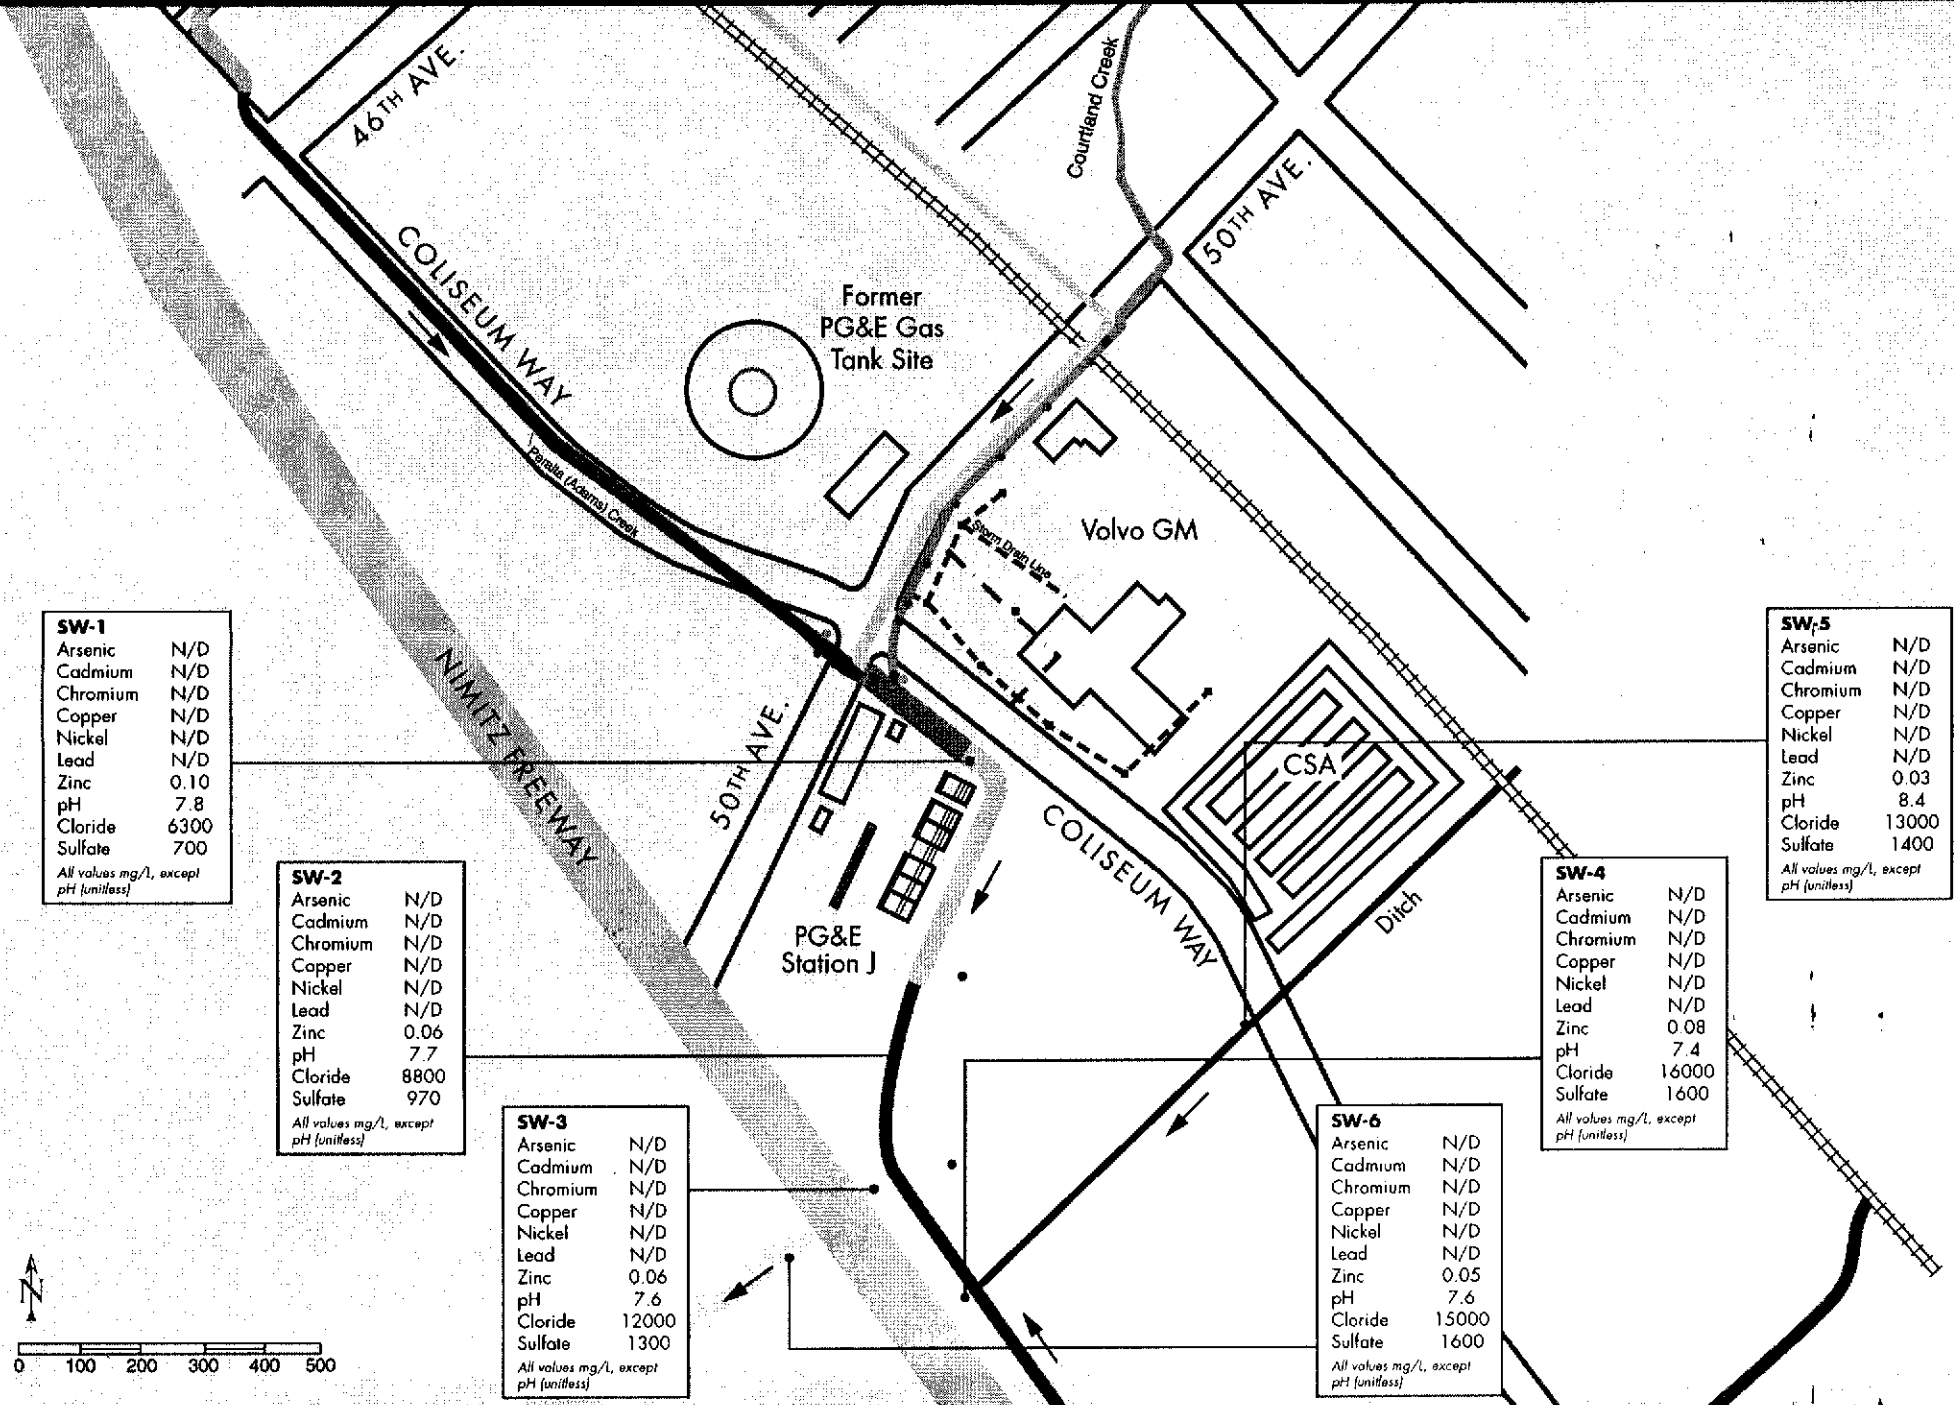 46TH AVE.
Courtland Creek
50TH AVE.
COLISEUM WAY
Former
PG&E Gas
Tank Site
Peralta (Adams) Creek
Storm Drain Line
Volvo GM
NIMITZ FREEWAY
50TH AVE.
CSA
COLISEUM WAY
Ditch
PG&E
Station J
SW-1
Arsenic N/D
Cadmium N/D
Chromium N/D
Copper N/D
Nickel N/D
Lead N/D
Zinc 0.10
pH 7.8
Cloride 6300
Sulfate 700
All values mg/l, except
pH (unitless)
SW-2
Arsenic N/D
Cadmium N/D
Chromium N/D
Copper N/D
Nickel N/D
Lead N/D
Zinc 0.06
pH 7.7
Cloride 8800
Sulfate 970
All values mg/l, except
pH (unitless)
SW-3
Arsenic N/D
Cadmium N/D
Chromium N/D
Copper N/D
Nickel N/D
Lead N/D
Zinc 0.06
pH 7.6
Cloride 12000
Sulfate 1300
All values mg/l, except
pH (unitless)
SW-6
Arsenic N/D
Cadmium N/D
Chromium N/D
Copper N/D
Nickel N/D
Lead N/D
Zinc 0.05
pH 7.6
Cloride 15000
Sulfate 1600
All values mg/l, except
pH (unitless)
SW-4
Arsenic N/D
Cadmium N/D
Chromium N/D
Copper N/D
Nickel N/D
Lead N/D
Zinc 0.08
pH 7.4
Cloride 16000
Sulfate 1600
All values mg/l, except
pH (unitless)
SW-5
Arsenic N/D
Cadmium N/D
Chromium N/D
Copper N/D
Nickel N/D
Lead N/D
Zinc 0.03
pH 8.4
Cloride 13000
Sulfate 1400
All values mg/l, except
pH (unitless)
N
0 100 200 300 400 500